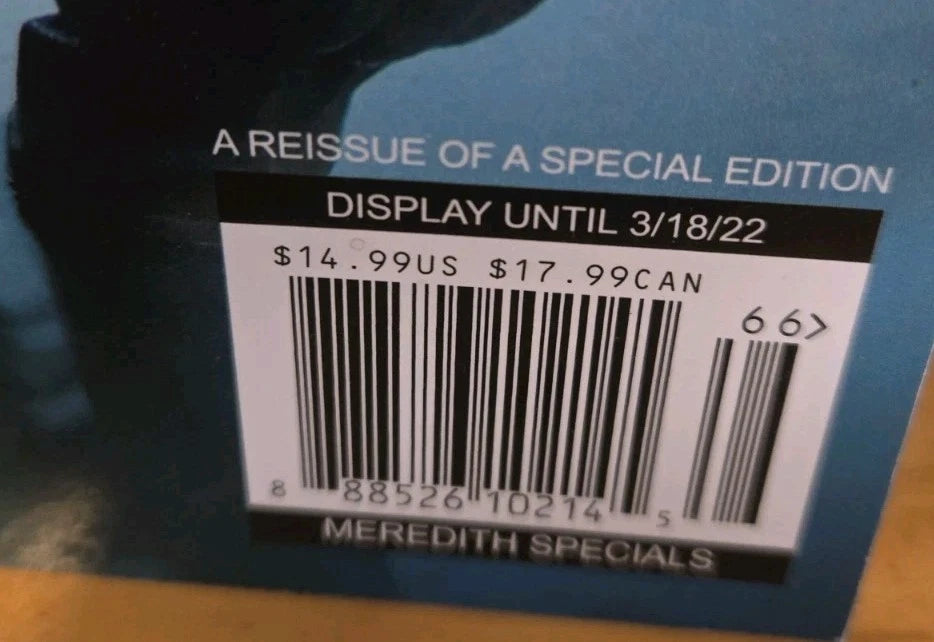 A REISSUE OF A SPECIAL EDITION
DISPLAY UNTIL 3/18/22
$14.99US $17.99CAN
66>
8 88526 10214 5
MEREDITH SPECIALS